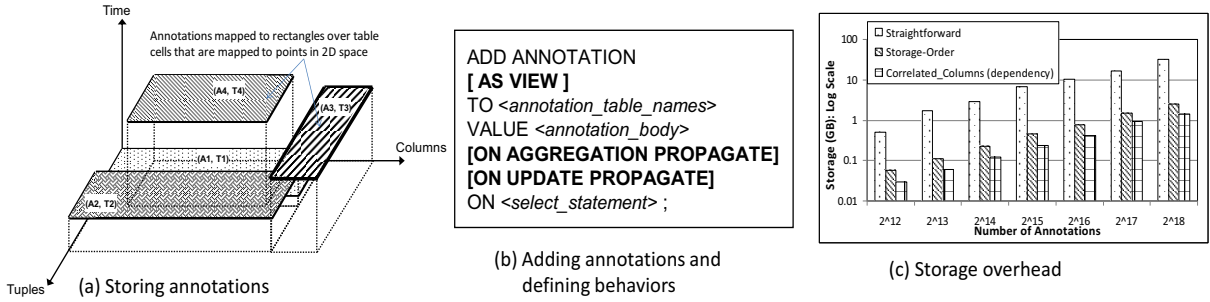 Time
Annotations mapped to rectangles over table
cells that are mapped to points in 2D space
(A4, T4)
(A3, T3)
(A1, T1)
Columns
(A2, T2)
Tuples
(a) Storing annotations
ADD ANNOTATION
[ AS VIEW ]
TO <annotation_table_names>
VALUE <annotation_body>
[ON AGGREGATION PROPAGATE]
[ON UPDATE PROPAGATE]
ON <select_statement> ;
(b) Adding annotations and
defining behaviors
Storage (GB): Log Scale
100
10
1
0.1
0.01
Straightforward
Storage-Order
Correlated_Columns (dependency)
2^12 2^13 2^14 2^15 2^16 2^17 2^18
Number of Annotations
(c) Storage overhead